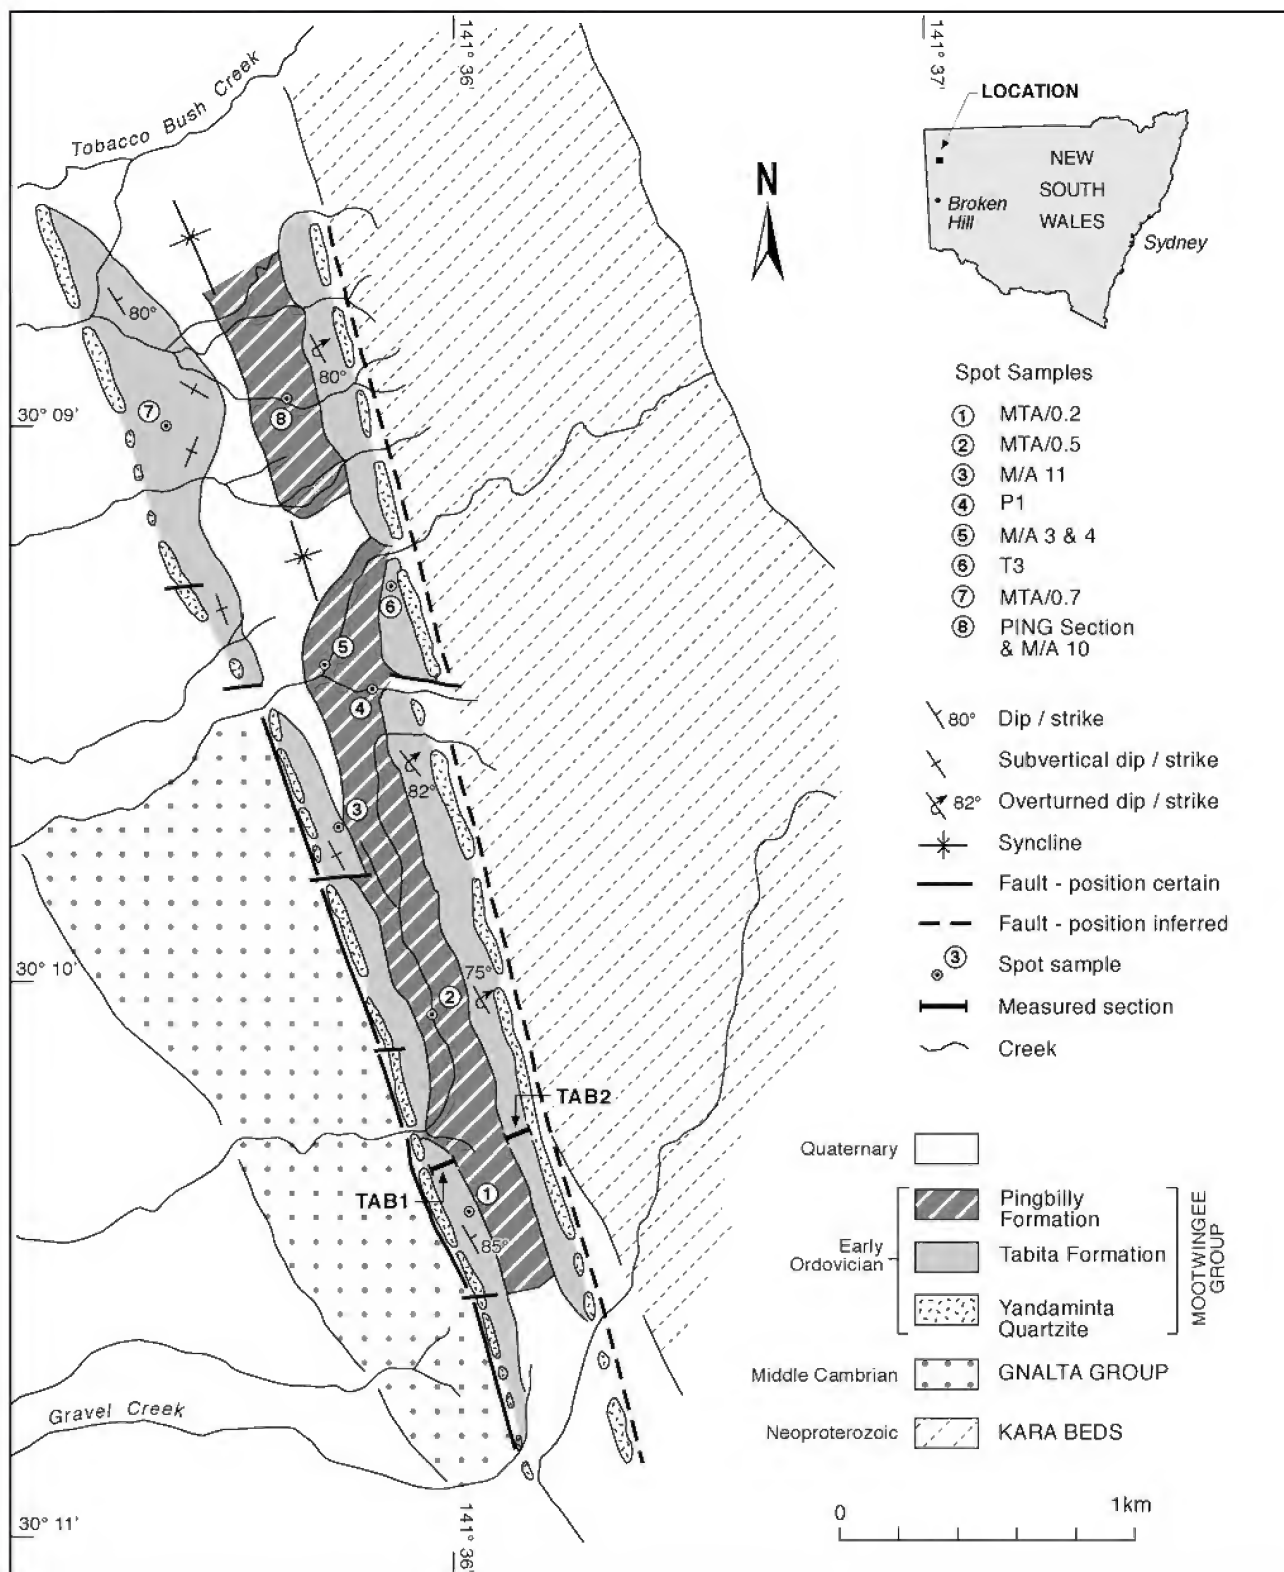 141° 36'
141° 37'
Tobacco Bush Creek
LOCATION
NEW
SOUTH
WALES
Broken
Hill
Sydney
N
80°
80°
30° 09'
7
8
6
5
4
82°
3
30° 10'
75°
2
TAB2
TAB1
1
85°
Gravel Creek
30° 11'
141° 36'
Spot Samples
1 MTA/0.2
2 MTA/0.5
3 M/A 11
4 P1
5 M/A 3 & 4
6 T3
7 MTA/0.7
8 PING Section
& M/A 10
80° Dip / strike
Subvertical dip / strike
82° Overturned dip / strike
Syncline
Fault - position certain
Fault - position inferred
3 Spot sample
Measured section
Creek
Quaternary
Early
Ordovician
Pingbilly
Formation
Tabita Formation
Yandaminta
Quartzite
MOOTWINGEE
GROUP
Middle Cambrian GNALTA GROUP
Neoproterozoic KARA BEDS
0 1km